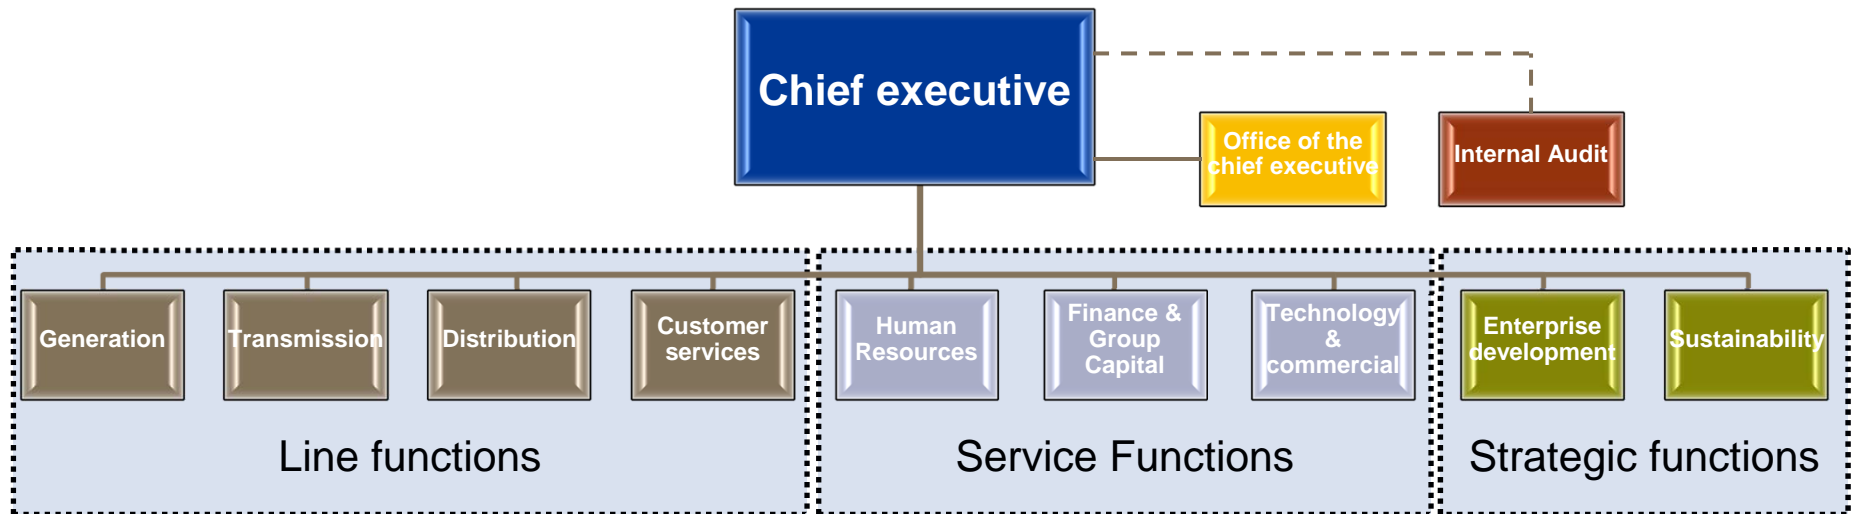 Chief executive
Office of the
chief executive
Internal Audit
Generation
Transmission
Distribution
Customer
services
Human
Resources
Finance &
Group
Capital
Technology
&
commercial
Enterprise
development
Sustainability
Line functions
Service Functions
Strategic functions